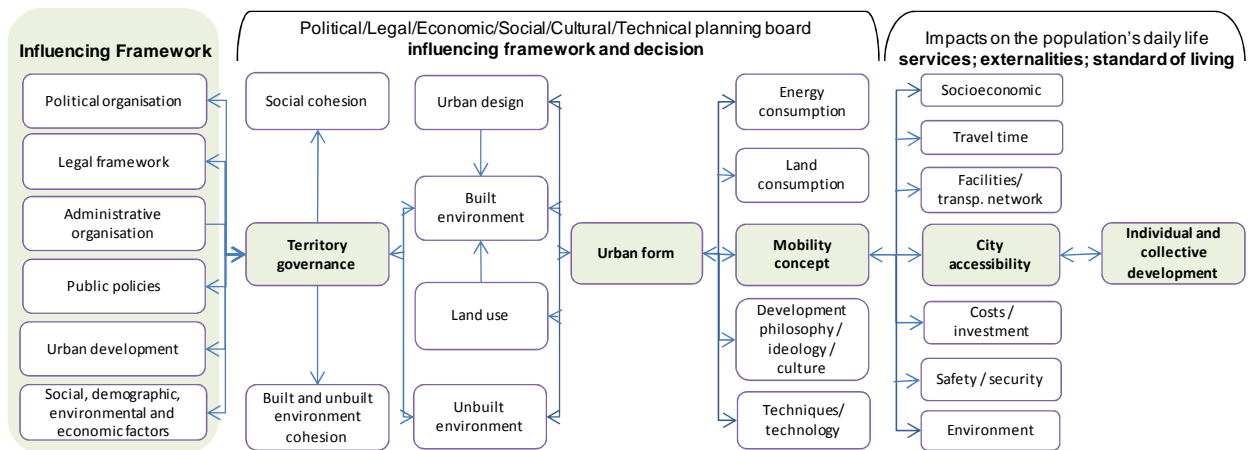 Influencing Framework
Political organisation
Legal framework
Administrative
organisation
Public policies
Urban development
Social, demographic,
environmental and
economic factors
Political/Legal/Economic/Social/Cultural/Technical planning board
influencing framework and decision
Social cohesion
Territory
governance
Built and unbuilt
environment
cohesion
Urban design
Built
environment
Land use
Unbuilt
environment
Urban form
Energy
consumption
Land
consumption
Mobility
concept
Development
philosophy /
ideology /
culture
Techniques/
technology
Impacts on the population's daily life
services; externalities; standard of living
Socioeconomic
Travel time
Facilities/
transp. network
City
accessibility
Costs /
investment
Safety / security
Environment
Individual and
collective
development